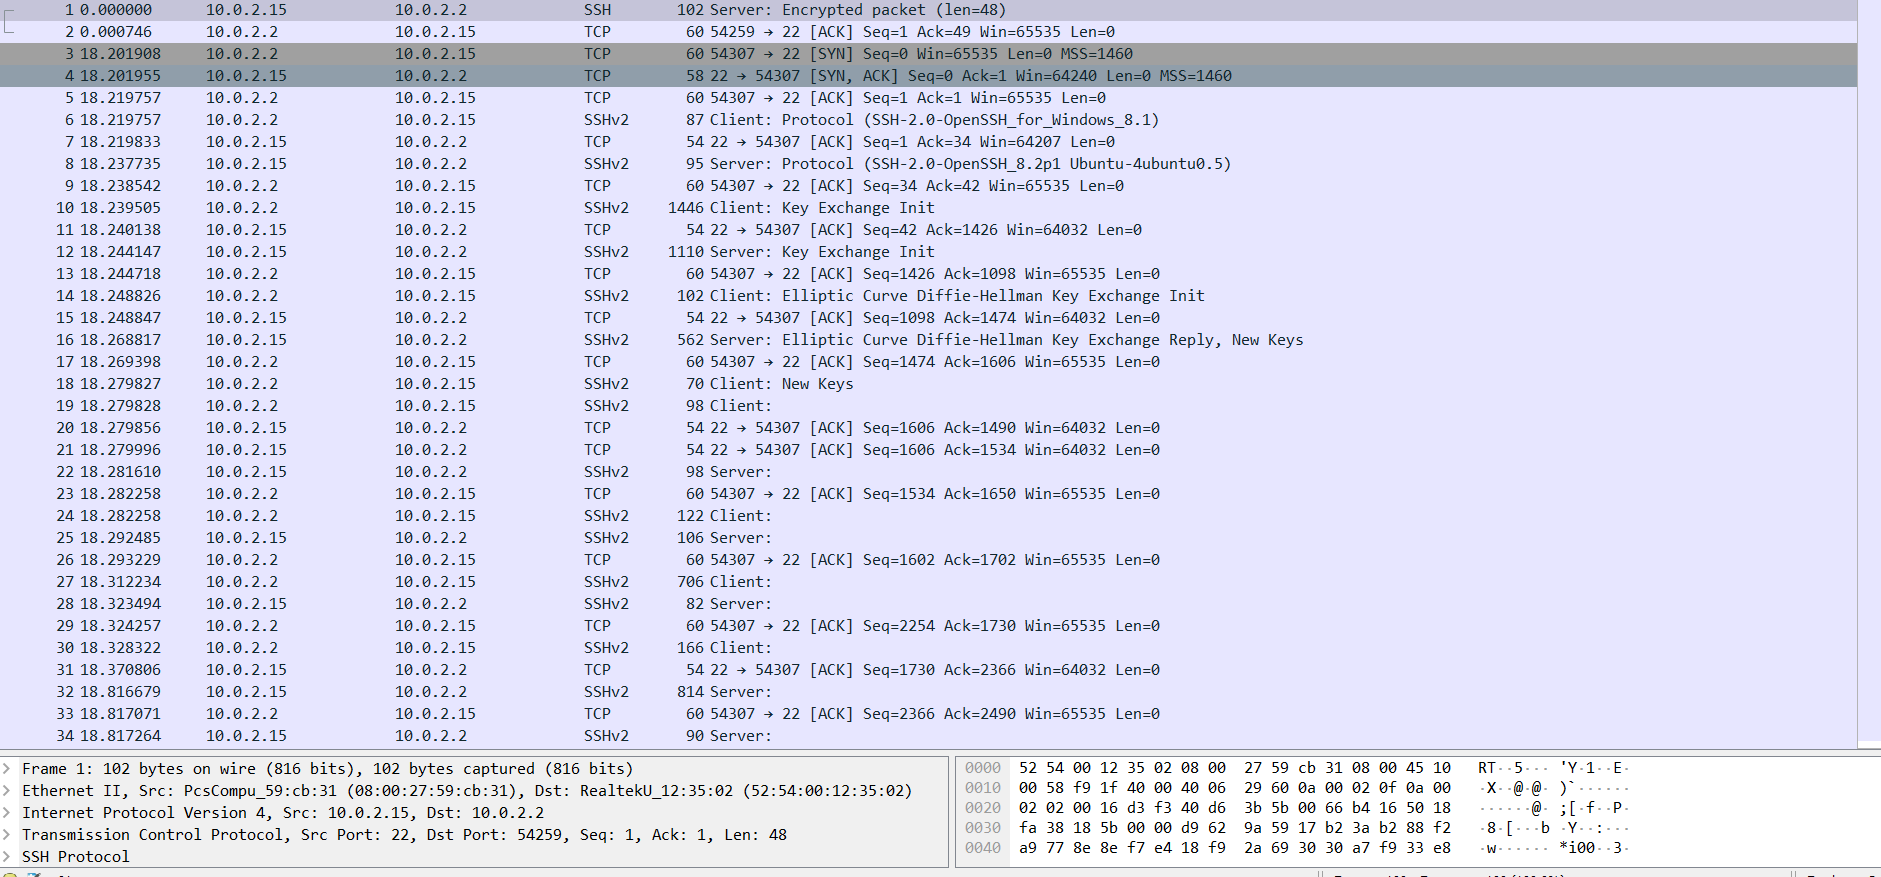 1 0.000000 10.0.2.15 10.0.2.2 SSH 102 Server: Encrypted packet (len=48)
2 0.000746 10.0.2.2 10.0.2.15 TCP 60 54259 → 22 [ACK] Seq=1 Ack=49 Win=65535 Len=0
3 18.201908 10.0.2.2 10.0.2.15 TCP 60 54307 → 22 [SYN] Seq=0 Win=65535 Len=0 MSS=1460
4 18.201955 10.0.2.15 10.0.2.2 TCP 58 22 → 54307 [SYN, ACK] Seq=0 Ack=1 Win=64240 Len=0 MSS=1460
5 18.219757 10.0.2.2 10.0.2.15 TCP 60 54307 → 22 [ACK] Seq=1 Ack=1 Win=65535 Len=0
6 18.219757 10.0.2.2 10.0.2.15 SSHv2 87 Client: Protocol (SSH-2.0-OpenSSH_for_Windows_8.1)
7 18.219833 10.0.2.15 10.0.2.2 TCP 54 22 → 54307 [ACK] Seq=1 Ack=34 Win=64207 Len=0
8 18.237735 10.0.2.15 10.0.2.2 SSHv2 95 Server: Protocol (SSH-2.0-OpenSSH_8.2p1 Ubuntu-4ubuntu0.5)
9 18.238542 10.0.2.2 10.0.2.15 TCP 60 54307 → 22 [ACK] Seq=34 Ack=42 Win=65535 Len=0
10 18.239505 10.0.2.2 10.0.2.15 SSHv2 1446 Client: Key Exchange Init
11 18.240138 10.0.2.15 10.0.2.2 TCP 54 22 → 54307 [ACK] Seq=42 Ack=1426 Win=64032 Len=0
12 18.244147 10.0.2.15 10.0.2.2 SSHv2 1110 Server: Key Exchange Init
13 18.244718 10.0.2.2 10.0.2.15 TCP 60 54307 → 22 [ACK] Seq=1426 Ack=1098 Win=65535 Len=0
14 18.248826 10.0.2.2 10.0.2.15 SSHv2 102 Client: Elliptic Curve Diffie-Hellman Key Exchange Init
15 18.248847 10.0.2.15 10.0.2.2 TCP 54 22 → 54307 [ACK] Seq=1098 Ack=1474 Win=64032 Len=0
16 18.268817 10.0.2.15 10.0.2.2 SSHv2 562 Server: Elliptic Curve Diffie-Hellman Key Exchange Reply, New Keys
17 18.269398 10.0.2.2 10.0.2.15 TCP 60 54307 → 22 [ACK] Seq=1474 Ack=1606 Win=65535 Len=0
18 18.279827 10.0.2.2 10.0.2.15 SSHv2 70 Client: New Keys
19 18.279828 10.0.2.2 10.0.2.15 SSHv2 98 Client:
20 18.279856 10.0.2.15 10.0.2.2 TCP 54 22 → 54307 [ACK] Seq=1606 Ack=1490 Win=64032 Len=0
21 18.279996 10.0.2.15 10.0.2.2 TCP 54 22 → 54307 [ACK] Seq=1606 Ack=1534 Win=64032 Len=0
22 18.281610 10.0.2.15 10.0.2.2 SSHv2 98 Server:
23 18.282258 10.0.2.2 10.0.2.15 TCP 60 54307 → 22 [ACK] Seq=1534 Ack=1650 Win=65535 Len=0
24 18.282258 10.0.2.2 10.0.2.15 SSHv2 122 Client:
25 18.292485 10.0.2.15 10.0.2.2 SSHv2 106 Server:
26 18.293229 10.0.2.2 10.0.2.15 TCP 60 54307 → 22 [ACK] Seq=1602 Ack=1702 Win=65535 Len=0
27 18.312234 10.0.2.2 10.0.2.15 SSHv2 706 Client:
28 18.323494 10.0.2.15 10.0.2.2 SSHv2 82 Server:
29 18.324257 10.0.2.2 10.0.2.15 TCP 60 54307 → 22 [ACK] Seq=2254 Ack=1730 Win=65535 Len=0
30 18.328322 10.0.2.2 10.0.2.15 SSHv2 166 Client:
31 18.370806 10.0.2.15 10.0.2.2 TCP 54 22 → 54307 [ACK] Seq=1730 Ack=2366 Win=64032 Len=0
32 18.816679 10.0.2.15 10.0.2.2 SSHv2 814 Server:
33 18.817071 10.0.2.2 10.0.2.15 TCP 60 54307 → 22 [ACK] Seq=2366 Ack=2490 Win=65535 Len=0
34 18.817264 10.0.2.15 10.0.2.2 SSHv2 90 Server:
Frame 1: 102 bytes on wire (816 bits), 102 bytes captured (816 bits)
Ethernet II, Src: PcsCompu_59:cb:31 (08:00:27:59:cb:31), Dst: RealtekU_12:35:02 (52:54:00:12:35:02)
Internet Protocol Version 4, Src: 10.0.2.15, Dst: 10.0.2.2
Transmission Control Protocol, Src Port: 22, Dst Port: 54259, Seq: 1, Ack: 1, Len: 48
SSH Protocol
0000 52 54 00 12 35 02 08 00 27 59 cb 31 08 00 45 10 RT··5··· 'Y·1··E·
0010 00 58 f9 1f 40 00 40 06 29 60 0a 00 02 0f 0a 00 ·X··@·@· )`······
0020 02 02 00 16 d3 f3 40 d6 3b 5b 00 66 b4 16 50 18 ······@· ;[·f··P·
0030 fa 38 18 5b 00 00 d9 62 9a 59 17 b2 3a b2 88 f2 ·8·[···b ·Y··:···
0040 a9 77 8e 8e f7 e4 18 f9 2a 69 30 30 a7 f9 33 e8 ·w······ *i00··3·